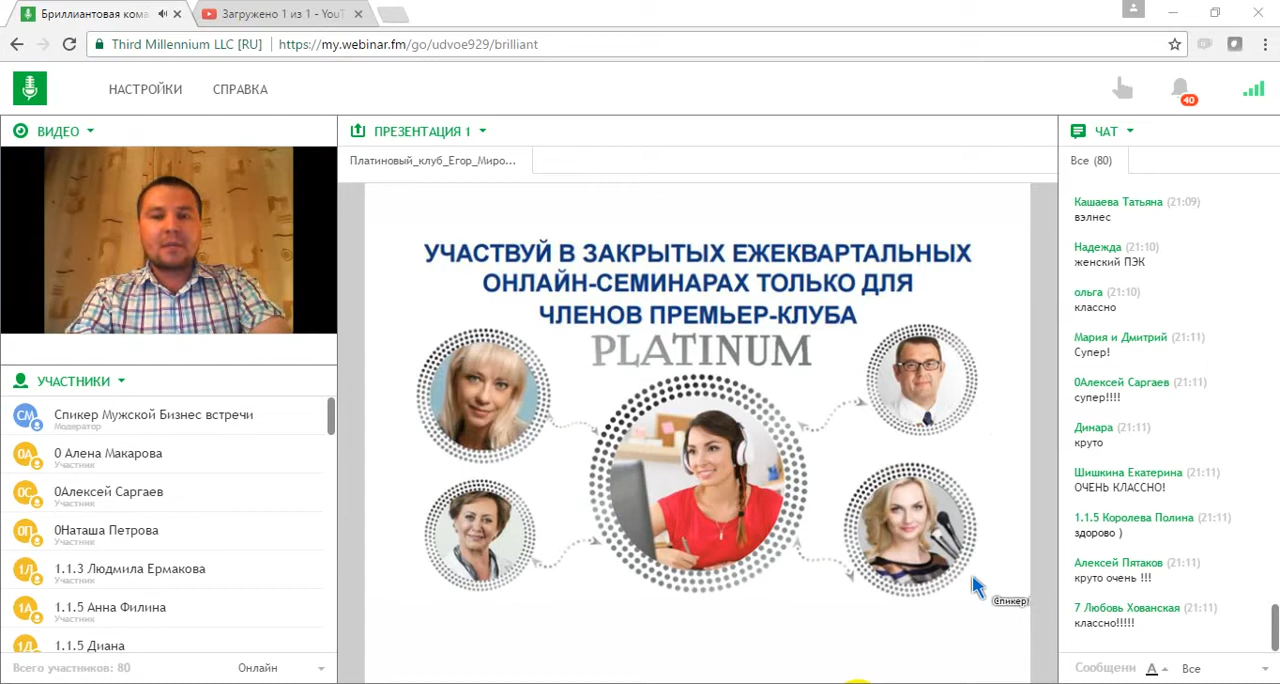 Бриллиантовая кома
Загружено 1 из 1 - YouT
Third Millennium LLC [RU] | https://my.webinar.fm/go/udvoe929/brilliant
НАСТРОЙКИ
СПРАВКА
40
ВИДЕО
УЧАСТНИКИ
СМ
Спикер Мужской Бизнес встречи
Модератор
0А
0 Алена Макарова
Участник
0С
0Алексей Саргаев
Участник
0П
0Наташа Петрова
Участник
1Л
1.1.3 Людмила Ермакова
Участник
1А
1.1.5 Анна Филина
Участник
1Д
1.1.5 Диана
Всего участников: 80
Онлайн
ПРЕЗЕНТАЦИЯ 1
Платиновый_клуб_Егор_Миро...
УЧАСТВУЙ В ЗАКРЫТЫХ ЕЖЕКВАРТАЛЬНЫХ
ОНЛАЙН-СЕМИНАРАХ ТОЛЬКО ДЛЯ
ЧЛЕНОВ ПРЕМЬЕР-КЛУБА
PLATINUM
Спикер
ЧАТ
Все (80)
Кашаева Татьяна (21:09)
вэлнес
Надежда (21:10)
женский ПЭК
ольга (21:10)
классно
Мария и Дмитрий (21:11)
Супер!
0Алексей Саргаев (21:11)
супер!!!!
Динара (21:11)
круто
Шишкина Екатерина (21:11)
ОЧЕНЬ КЛАССНО!
1.1.5 Королева Полина (21:11)
здорово )
Алексей Пятаков (21:11)
круто очень !!!
7 Любовь Хованская (21:11)
классно!!!!!
Сообщени
A
Все